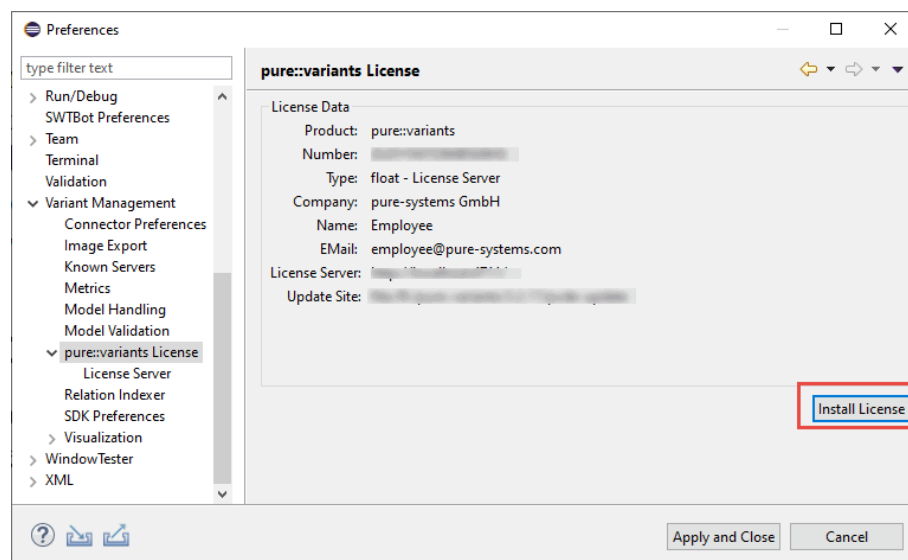 Preferences
type filter text
Run/Debug
SWTBot Preferences
Team
Terminal
Validation
Variant Management
Connector Preferences
Image Export
Known Servers
Metrics
Model Handling
Model Validation
pure::variants License
License Server
Relation Indexer
SDK Preferences
Visualization
WindowTester
XML
pure::variants License
License Data
Product: pure::variants
Number:
Type: float - License Server
Company: pure-systems GmbH
Name: Employee
EMail: employee@pure-systems.com
License Server:
Update Site:
Install License
Apply and Close
Cancel